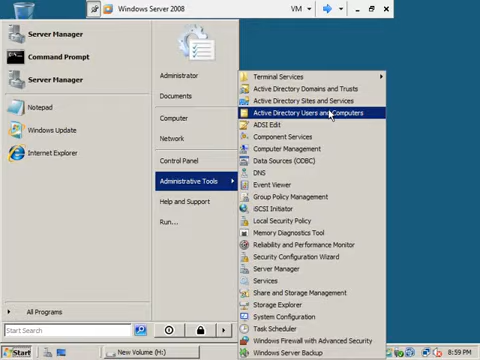 Windows Server 2008
VM
Server Manager
Command Prompt
Server Manager
Notepad
Windows Update
Internet Explorer
All Programs
Start Search
Administrator
Documents
Computer
Network
Control Panel
Administrative Tools
Help and Support
Run...
Terminal Services
Active Directory Domains and Trusts
Active Directory Sites and Services
Active Directory Users and Computers
ADSI Edit
Component Services
Computer Management
Data Sources (ODBC)
DNS
Event Viewer
Group Policy Management
iSCSI Initiator
Local Security Policy
Memory Diagnostics Tool
Reliability and Performance Monitor
Security Configuration Wizard
Server Manager
Services
Share and Storage Management
Storage Explorer
System Configuration
Task Scheduler
Windows Firewall with Advanced Security
Windows Server Backup
Start
New Volume (H:)
8:59 PM